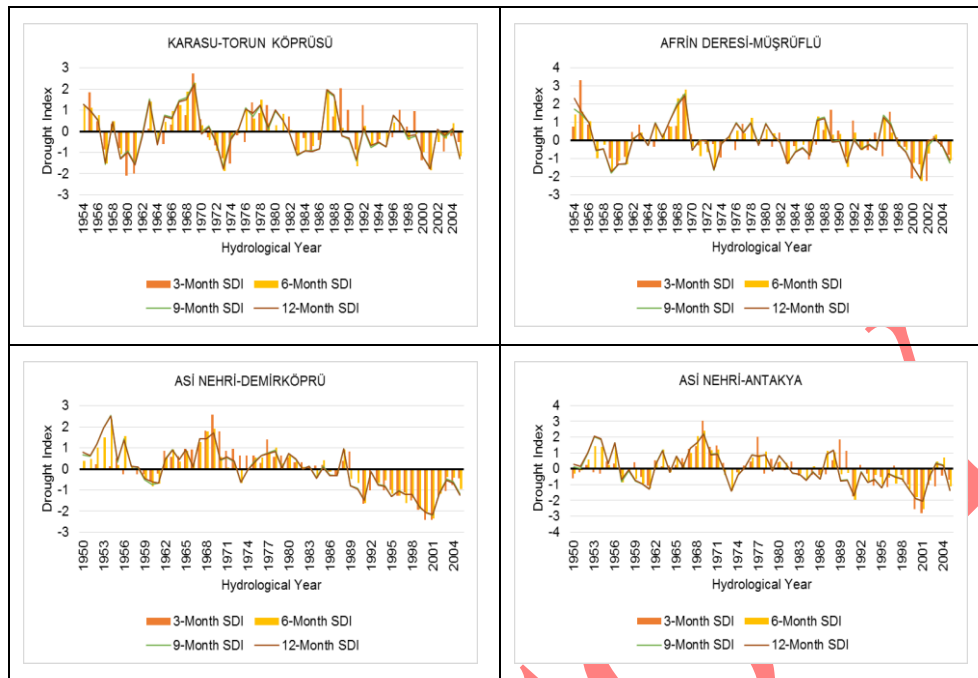 KARASU-TORUN KÖPRÜSÜ
Drought Index
3
2
1
0
-1
-2
-3
1954 1956 1958 1960 1962 1964 1966 1968 1970 1972 1974 1976 1978 1980 1982 1984 1986 1988 1990 1992 1994 1996 1998 2000 2002 2004
Hydrological Year
3-Month SDI 6-Month SDI
9-Month SDI 12-Month SDI
AFRİN DERESİ-MÜŞRÜFLÜ
Drought Index
4
3
2
1
0
-1
-2
-3
1954 1956 1958 1960 1962 1964 1966 1968 1970 1972 1974 1976 1978 1980 1982 1984 1986 1988 1990 1992 1994 1996 1998 2000 2002 2004
Hydrological Year
3-Month SDI 6-Month SDI
9-Month SDI 12-Month SDI
ASİ NEHRİ-DEMİRKÖPRÜ
Drought Index
3
2
1
0
-1
-2
-3
1950 1953 1956 1959 1962 1965 1968 1971 1974 1977 1980 1983 1986 1989 1992 1995 1998 2001 2004
Hydrological Year
3-Month SDI 6-Month SDI
9-Month SDI 12-Month SDI
ASİ NEHRİ-ANTAKYA
Drought Index
4
3
2
1
0
-1
-2
-3
-4
1950 1953 1956 1959 1962 1965 1968 1971 1974 1977 1980 1983 1986 1989 1992 1995 1998 2001 2004
Hydrological Year
3-Month SDI 6-Month SDI
9-Month SDI 12-Month SDI